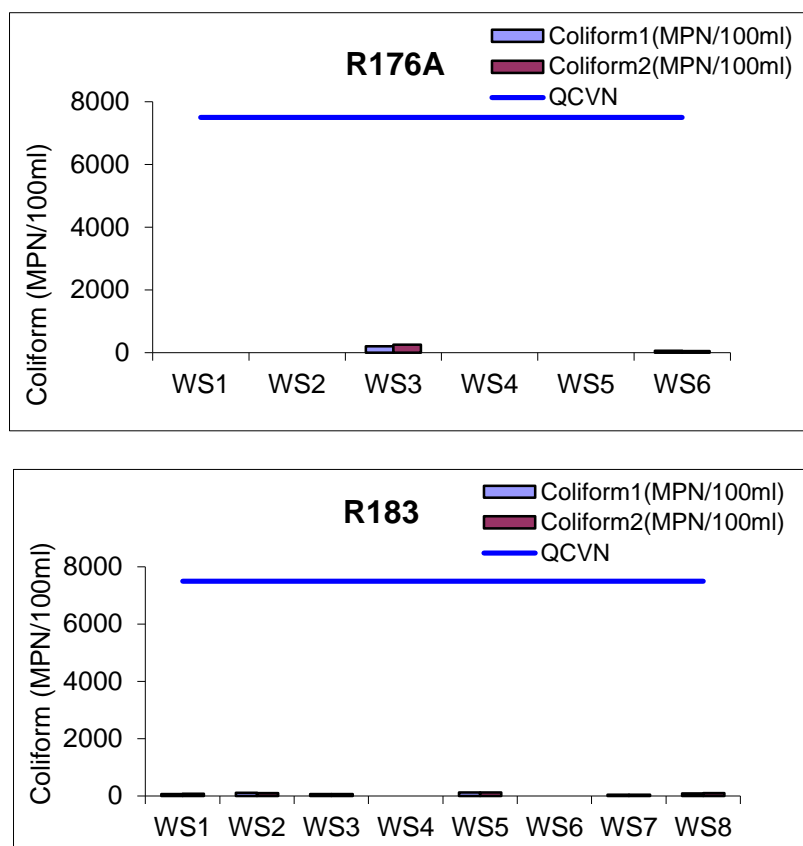 R176A
Coliform1(MPN/100ml)
Coliform2(MPN/100ml)
QCVN
Coliform (MPN/100ml)
8000
6000
4000
2000
0
WS1 WS2 WS3 WS4 WS5 WS6
R183
Coliform1(MPN/100ml)
Coliform2(MPN/100ml)
QCVN
Coliform (MPN/100ml)
8000
6000
4000
2000
0
WS1 WS2 WS3 WS4 WS5 WS6 WS7 WS8